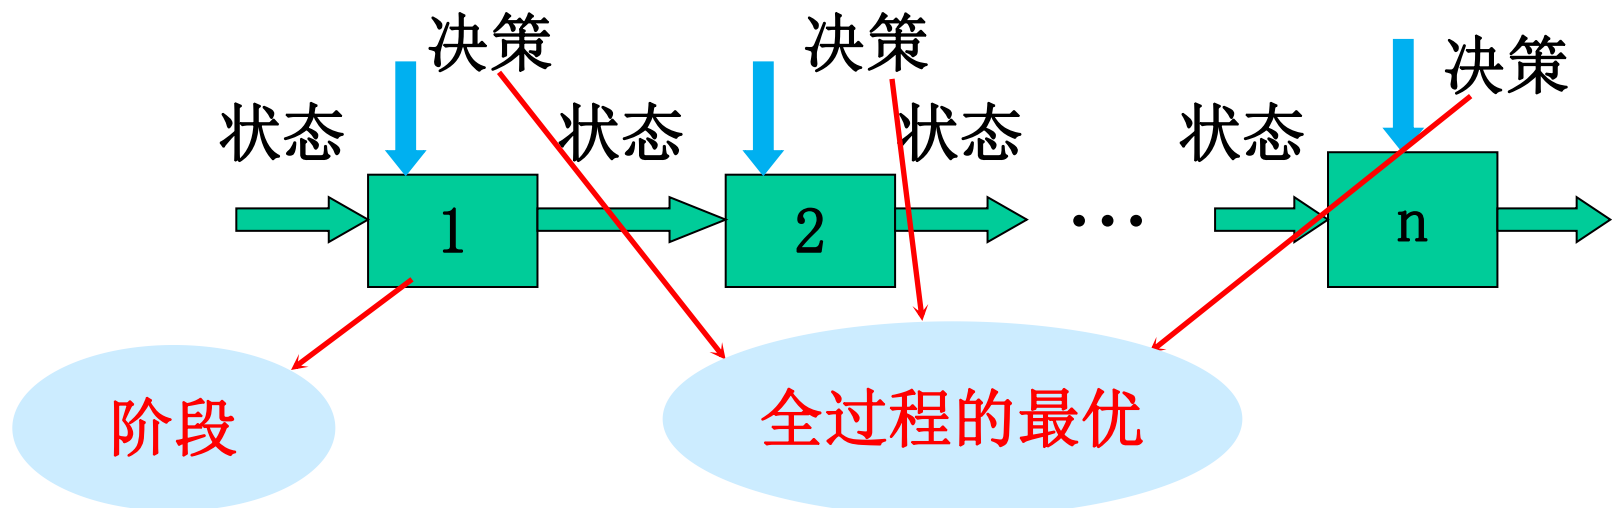 决策 决策 决策
状态 状态 状态 状态
1 2 … n
阶段 全过程的最优